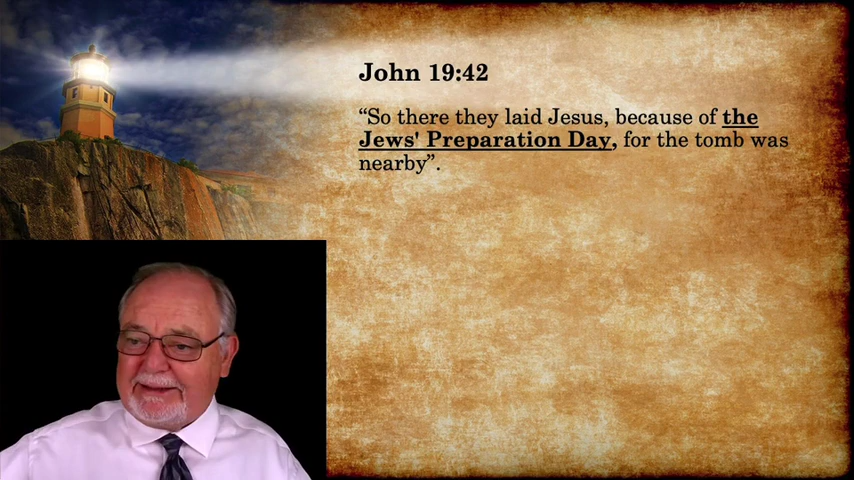 John 19:42
“So there they laid Jesus, because of the
Jews' Preparation Day, for the tomb was
nearby”.